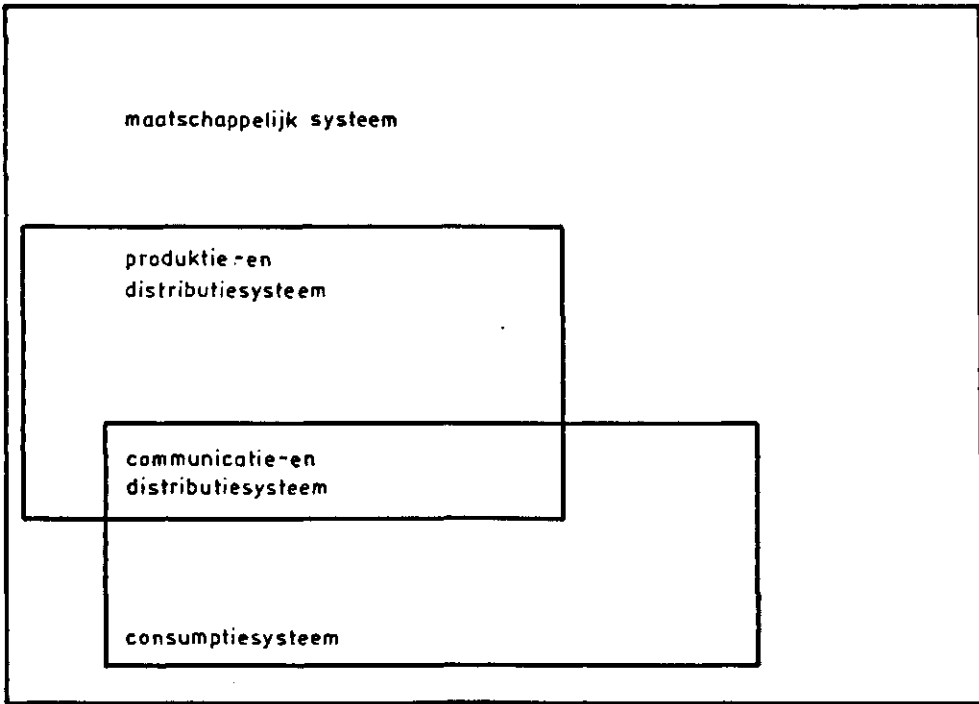 maatschappelijk systeem
produktie-en
distributiesysteem
communicatie-en
distributiesysteem
consumptiesysteem